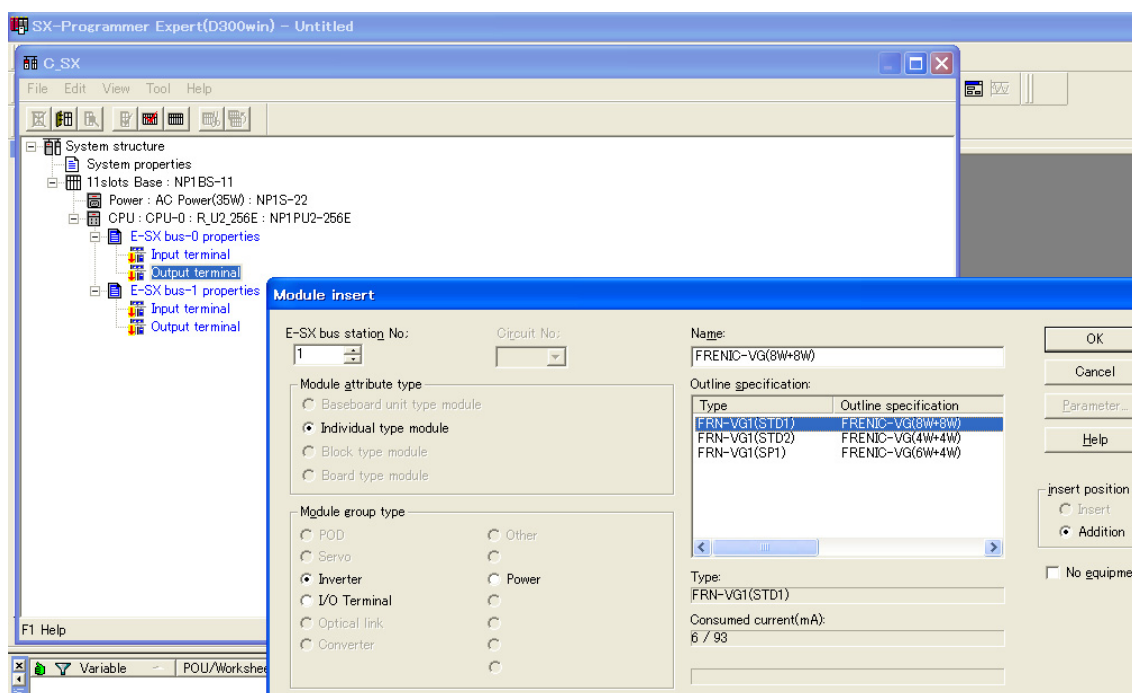 SX-Programmer Expert(D300win) - Untitled
C_SX
File Edit View Tool Help
System structure
System properties
11slots Base : NP1BS-11
Power : AC Power(35W) : NP1S-22
CPU : CPU-0 : R_U2_256E : NP1PU2-256E
E-SX bus-0 properties
Input terminal
Output terminal
E-SX bus-1 properties
Input terminal
Output terminal
F1 Help
Variable POU/Workshee
Module insert
E-SX bus station No:
1
Circuit No:
Module attribute type
Baseboard unit type module
Individual type module
Block type module
Board type module
Module group type
POD
Other
Servo
Inverter
Power
I/O Terminal
Optical link
Converter
Name:
FRENIC-VG(8W+8W)
Outline specification:
Type Outline specification
FRN-VG1(STD1) FRENIC-VG(8W+8W)
FRN-VG1(STD2) FRENIC-VG(4W+4W)
FRN-VG1(SP1) FRENIC-VG(6W+4W)
Type:
FRN-VG1(STD1)
Consumed current(mA):
6 / 93
OK
Cancel
Parameter...
Help
insert position
Insert
Addition
No equipme